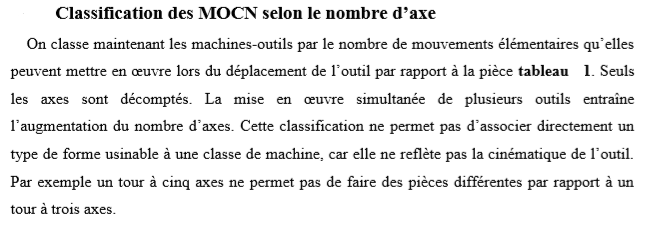 Classification des MOCN selon le nombre d’axe
On classe maintenant les machines-outils par le nombre de mouvements élémentaires qu’elles
peuvent mettre en œuvre lors du déplacement de l’outil par rapport à la pièce tableau 1. Seuls
les axes sont décomptés. La mise en œuvre simultanée de plusieurs outils entraîne
l’augmentation du nombre d’axes. Cette classification ne permet pas d’associer directement un
type de forme usinable à une classe de machine, car elle ne reflète pas la cinématique de l’outil.
Par exemple un tour à cinq axes ne permet pas de faire des pièces différentes par rapport à un
tour à trois axes.